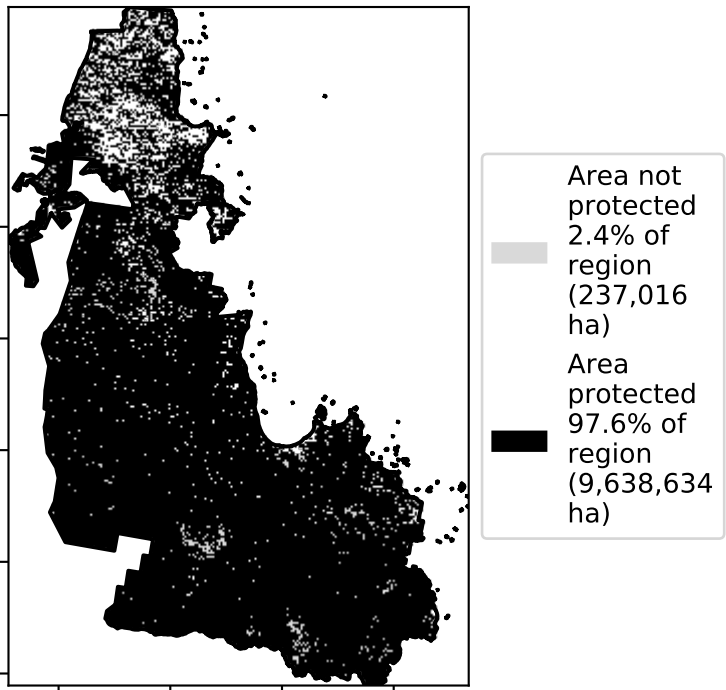 Area not
protected
2.4% of
region
(237,016
ha)
Area
protected
97.6% of
region
(9,638,634
ha)